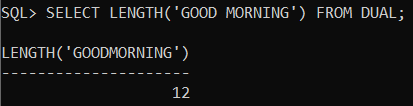 SQL> SELECT LENGTH('GOOD MORNING') FROM DUAL;
LENGTH('GOODMORNING')
---------------------
12